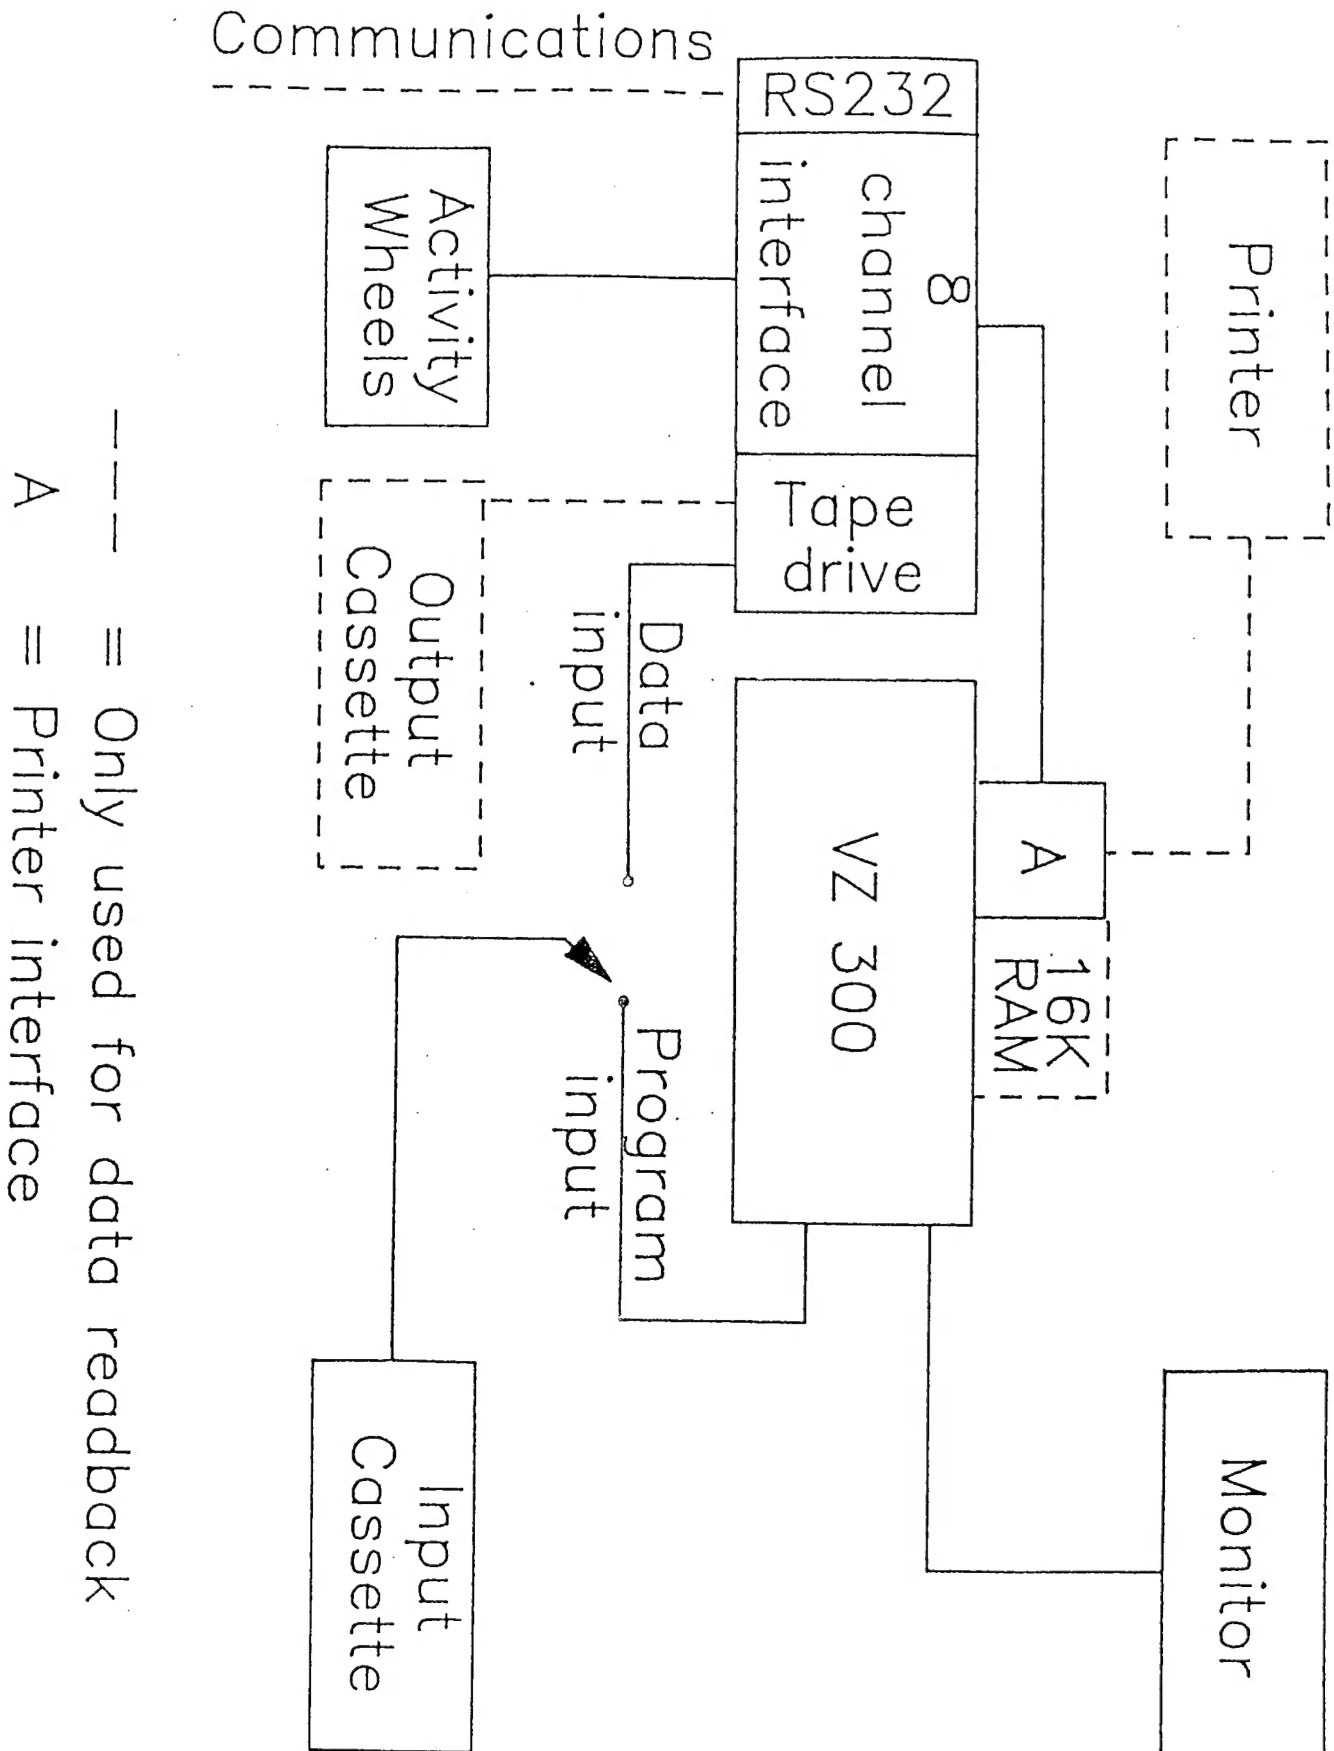 Printer
Monitor
8
channel
interface
A
16K
RAM
VZ 300
RS232
Tape
drive
Communications
Activity
Wheels
Data
input
Program
input
Output
Cassette
Input
Cassette
--- = Only used for data readback
A = Printer interface